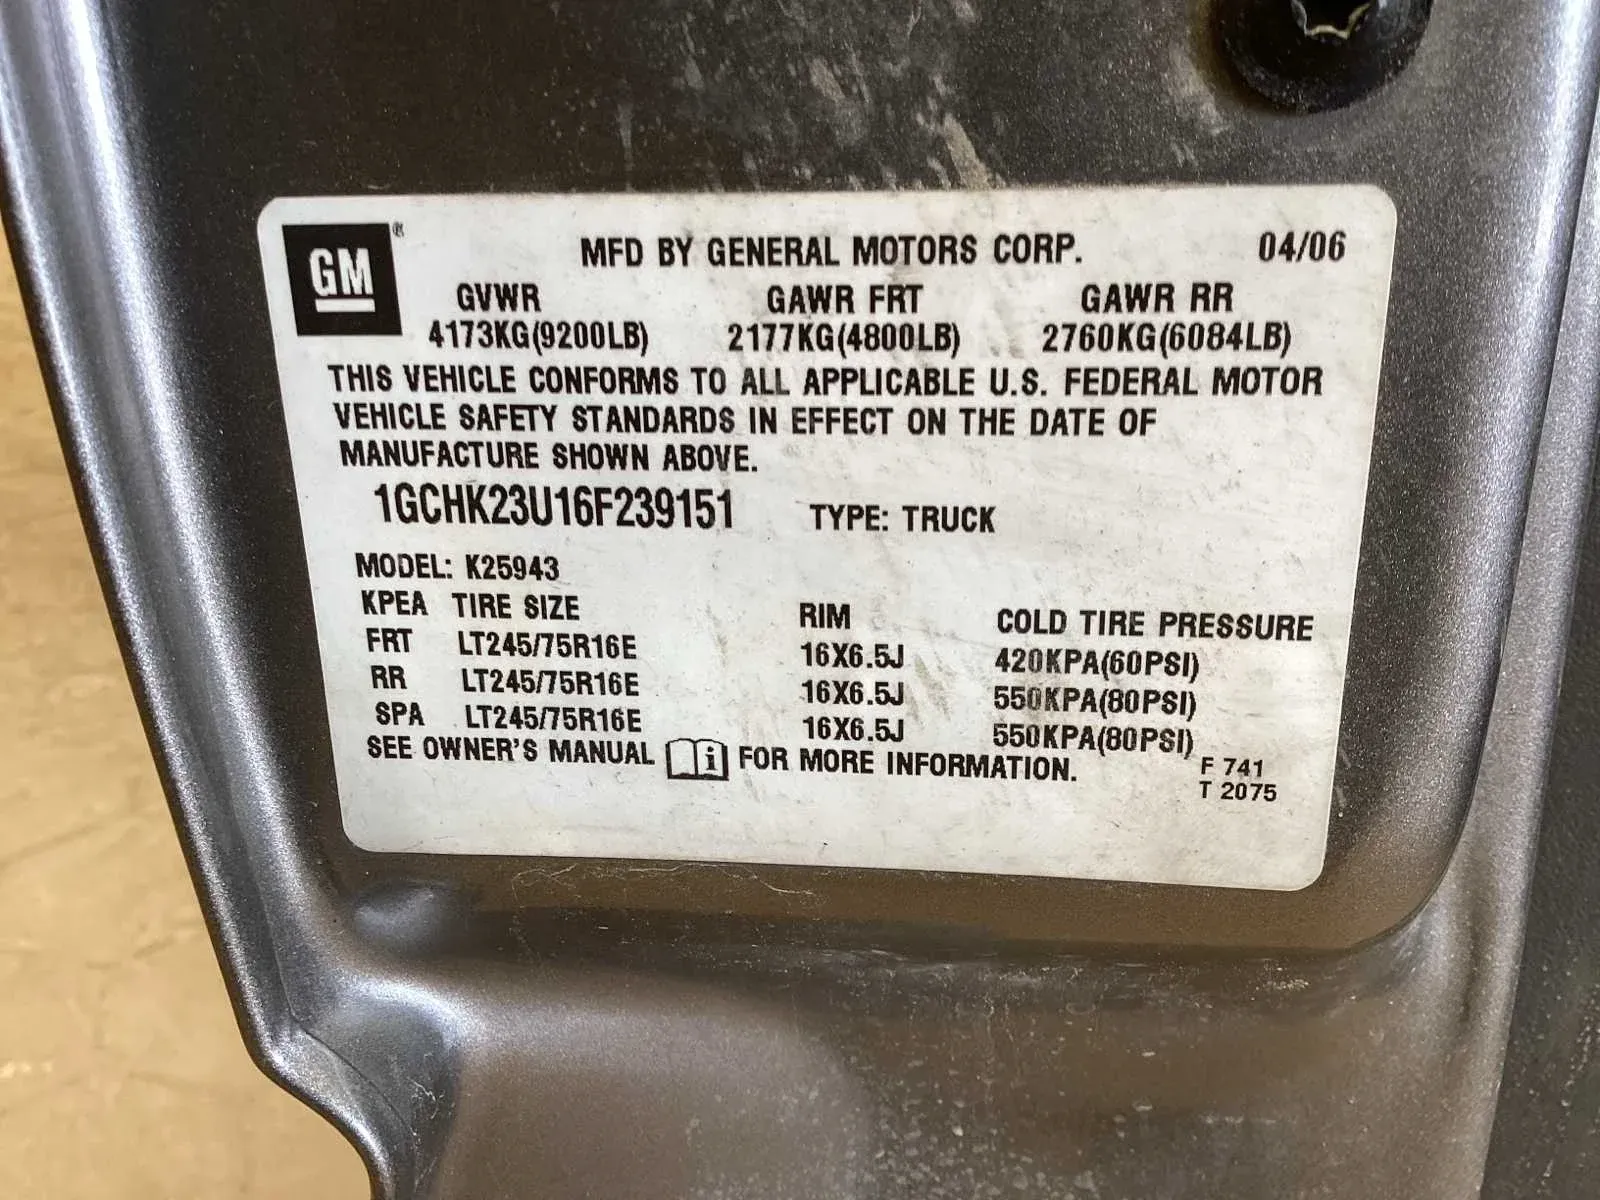 GM ®
MFD BY GENERAL MOTORS CORP. 04/06
GVWR GAWR FRT GAWR RR
4173KG(9200LB) 2177KG(4800LB) 2760KG(6084LB)
THIS VEHICLE CONFORMS TO ALL APPLICABLE U.S. FEDERAL MOTOR
VEHICLE SAFETY STANDARDS IN EFFECT ON THE DATE OF
MANUFACTURE SHOWN ABOVE.
1GCHK23U16F239151 TYPE: TRUCK
MODEL: K25943
KPEA TIRE SIZE RIM COLD TIRE PRESSURE
FRT LT245/75R16E 16X6.5J 420KPA(60PSI)
RR LT245/75R16E 16X6.5J 550KPA(80PSI)
SPA LT245/75R16E 16X6.5J 550KPA(80PSI)
SEE OWNER'S MANUAL i FOR MORE INFORMATION.
F 741
T 2075